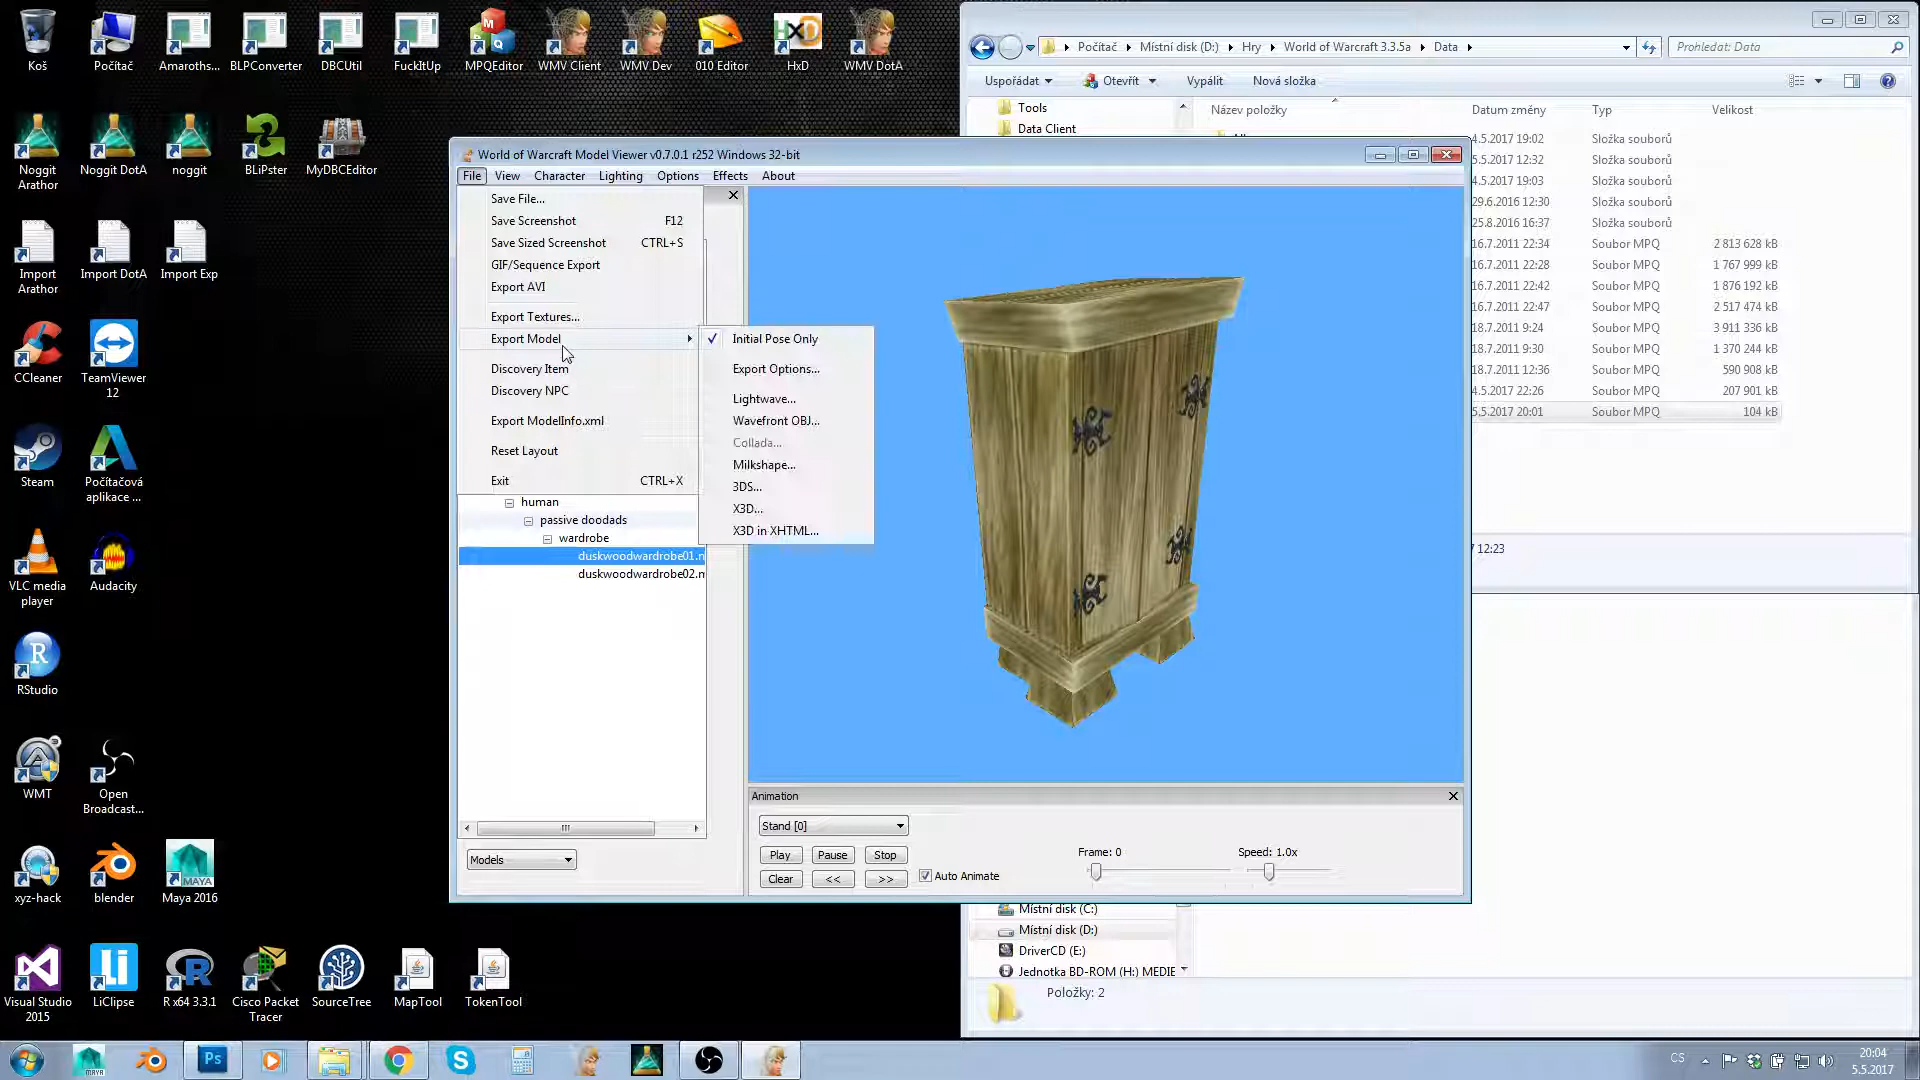 Koš
Počítač
Amaroths...
BLPConverter
DBCUtil
FuckItUp
MPQEditor
WMV Client
WMV Dev
010 Editor
HxD
WMV DotA
Noggit Arathor
Noggit DotA
noggit
BLiPster
MyDBCEditor
Import Arathor
Import DotA
Import Exp
CCleaner
TeamViewer 12
Steam
Počítačová aplikace ...
VLC media player
Audacity
RStudio
WMT
Open Broadcast...
xyz-hack
blender
Maya 2016
Visual Studio 2015
LiClipse
R x64 3.3.1
Cisco Packet Tracer
SourceTree
MapTool
TokenTool
Počítač
Místní disk (D:)
Hry
World of Warcraft 3.3.5a
Data
Prohledat: Data
Uspořádat
Otevřít
Vypálit
Nová složka
Tools
Data Client
Název položky
Datum změny
Typ
Velikost
4.5.2017 19:02 Složka souborů
5.5.2017 12:32 Složka souborů
4.5.2017 19:03 Složka souborů
29.6.2016 12:30 Složka souborů
25.8.2016 16:37 Složka souborů
16.7.2011 22:34 Soubor MPQ 2 813 628 kB
16.7.2011 22:28 Soubor MPQ 1 767 999 kB
16.7.2011 22:42 Soubor MPQ 1 876 192 kB
16.7.2011 22:47 Soubor MPQ 2 517 474 kB
18.7.2011 9:24 Soubor MPQ 3 911 336 kB
18.7.2011 9:30 Soubor MPQ 1 370 244 kB
18.7.2011 12:36 Soubor MPQ 590 908 kB
4.5.2017 22:26 Soubor MPQ 207 901 kB
5.5.2017 20:01 Soubor MPQ 104 kB
12:23
World of Warcraft Model Viewer v0.7.0.1 r252 Windows 32-bit
File View Character Lighting Options Effects About
Save File...
Save Screenshot F12
Save Sized Screenshot CTRL+S
GIF/Sequence Export
Export AVI
Export Textures...
Export Model
Discovery Item
Discovery NPC
Export ModelInfo.xml
Reset Layout
Exit CTRL+X
Initial Pose Only
Export Options...
Lightwave...
Wavefront OBJ...
Collada...
Milkshape...
3DS...
X3D...
X3D in XHTML...
human
passive doodads
wardrobe
duskwoodwardrobe01.m
duskwoodwardrobe02.m
Models
Animation
Stand [0]
Play Pause Stop
Clear << >>
Auto Animate
Frame: 0
Speed: 1.0x
Místní disk (C:)
Místní disk (D:)
DriverCD (E:)
Jednotka BD-ROM (H:) MEDIE
Položky: 2
CS
20:04
5.5.2017